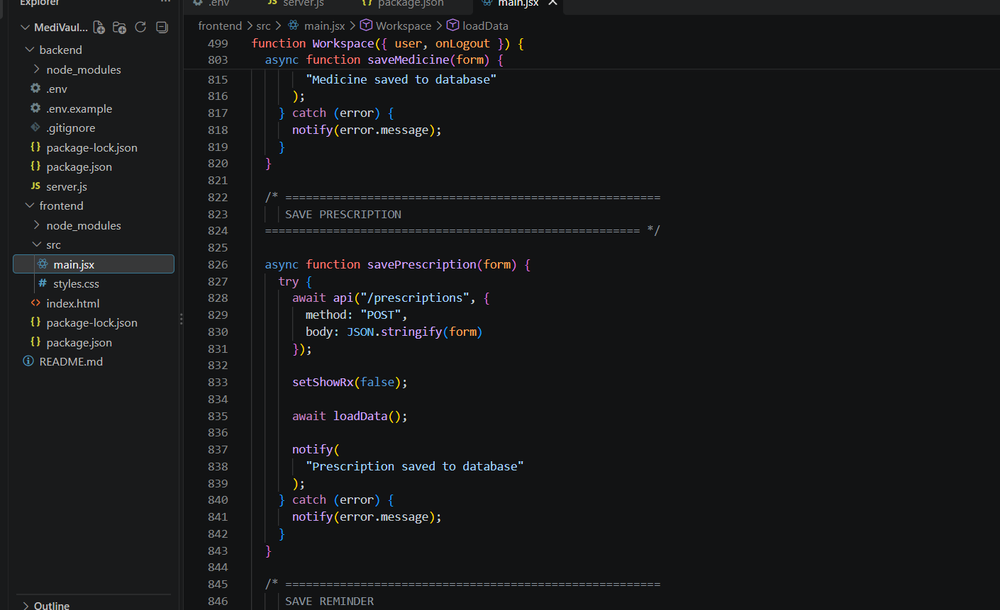 Explorer
MediVaul...
backend
node_modules
.env
.env.example
.gitignore
package-lock.json
package.json
JS server.js
frontend
node_modules
src
main.jsx
# styles.css
<> index.html
{} package-lock.json
{} package.json
README.md
Outline
.env
JS server.js
{} package.json
main.jsx
frontend > src > main.jsx > Workspace > loadData
499 function Workspace({ user, onLogout }) {
803 async function saveMedicine(form) {
815 "Medicine saved to database"
816 );
817 } catch (error) {
818 notify(error.message);
819 }
820 }
821
822 /* =======================================================
823 SAVE PRESCRIPTION
824 ======================================================= */
825
826 async function savePrescription(form) {
827 try {
828 await api("/prescriptions", {
829 method: "POST",
830 body: JSON.stringify(form)
831 });
832
833 setShowRx(false);
834
835 await loadData();
836
837 notify(
838 "Prescription saved to database"
839 );
840 } catch (error) {
841 notify(error.message);
842 }
843 }
844
845 /* =======================================================
846 SAVE REMINDER